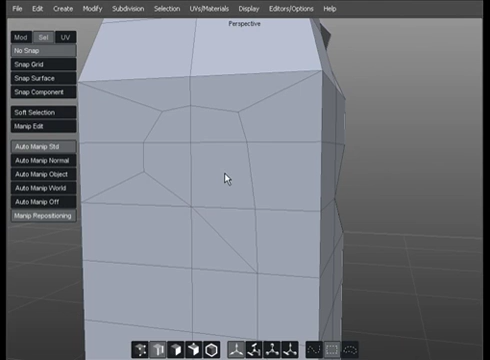 File Edit Create Modify Subdivision Selection UVs/Materials Display Editors/Options Help
Perspective
Mod Sel UV
No Snap
Snap Grid
Snap Surface
Snap Component
Soft Selection
Manip Edit
Auto Manip Std
Auto Manip Normal
Auto Manip Object
Auto Manip World
Auto Manip Off
Manip Repositioning